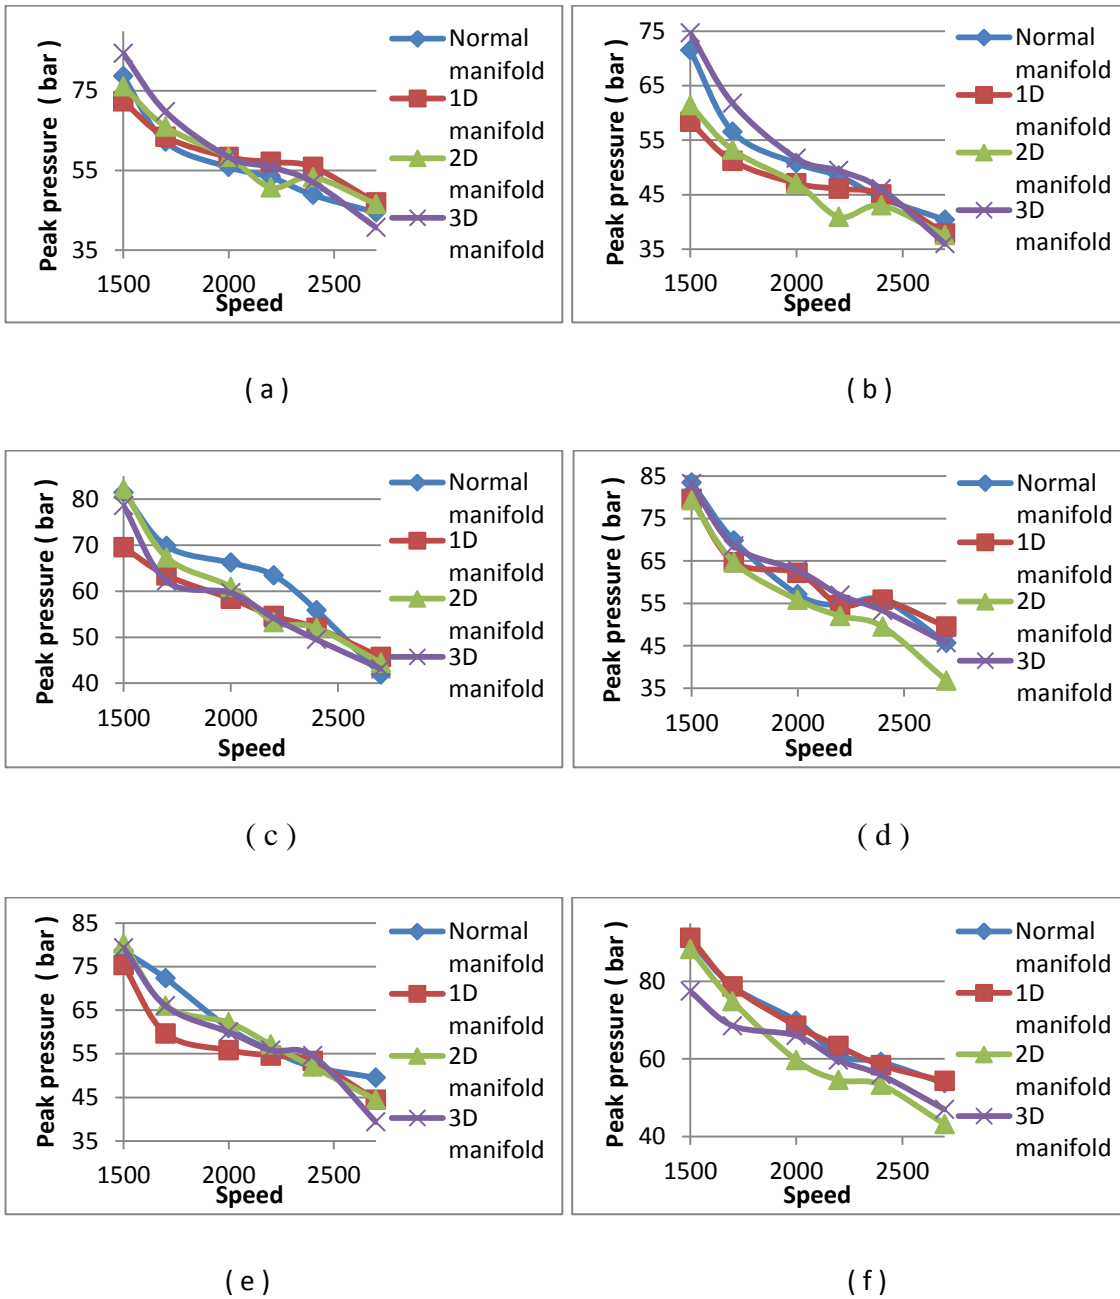 Peak pressure ( bar )
75
55
35
1500 2000 2500
Speed
Normal
manifold
1D
manifold
2D
manifold
3D
manifold
( a )
Peak pressure ( bar )
75
65
55
45
35
1500 2000 2500
Speed
Normal
manifold
1D
manifold
2D
manifold
3D
manifold
( b )
Peak pressure ( bar )
80
70
60
50
40
1500 2000 2500
Speed
Normal
manifold
1D
manifold
2D
manifold
3D
manifold
( c )
Peak pressure ( bar )
85
75
65
55
45
35
1500 2000 2500
Speed
Normal
manifold
1D
manifold
2D
manifold
3D
manifold
( d )
Peak pressure ( bar )
85
75
65
55
45
35
1500 2000 2500
Speed
Normal
manifold
1D
manifold
2D
manifold
3D
manifold
( e )
Peak pressure ( bar )
80
60
40
1500 2000 2500
Speed
Normal
manifold
1D
manifold
2D
manifold
3D
manifold
( f )